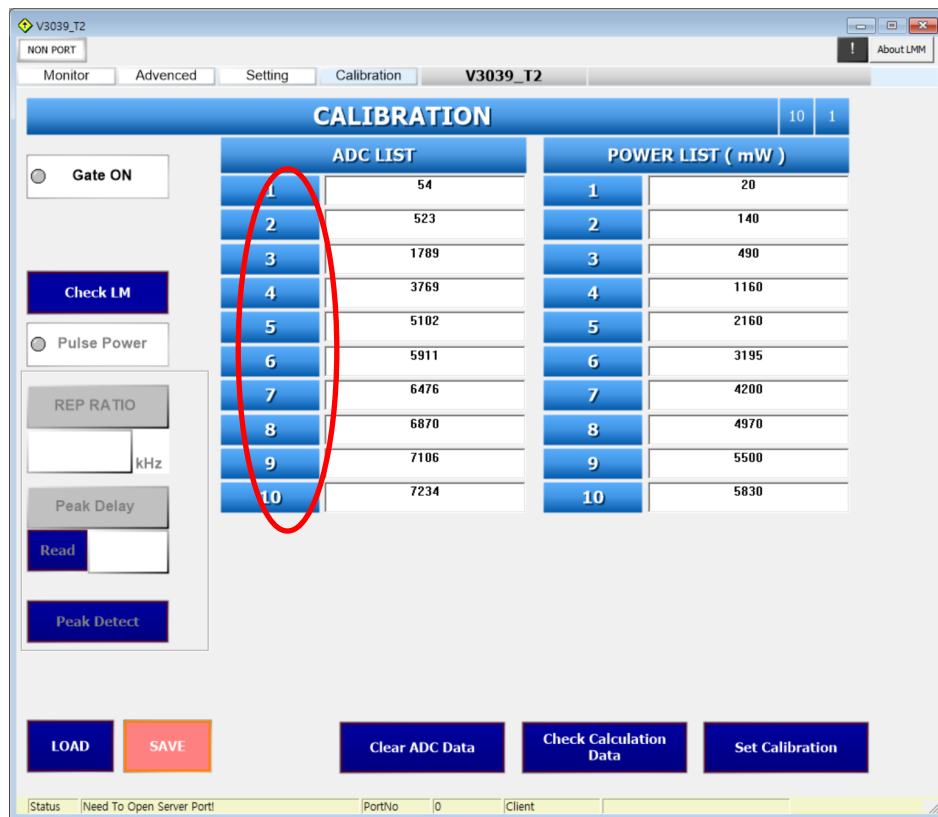 V3039_T2
NON PORT
! About LMM
Monitor Advenced Setting Calibration V3039_T2
CALIBRATION 10 1
ADC LIST POWER LIST ( mW )
Gate ON
1 54 1 20
2 523 2 140
3 1789 3 490
4 3769 4 1160
5 5102 5 2160
6 5911 6 3195
7 6476 7 4200
8 6870 8 4970
9 7106 9 5500
10 7234 10 5830
Check LM
Pulse Power
REP RATIO
kHz
Peak Delay
Read
Peak Detect
LOAD SAVE Clear ADC Data Check Calculation
Data Set Calibration
Status Need To Open Server Port! PortNo 0 Client